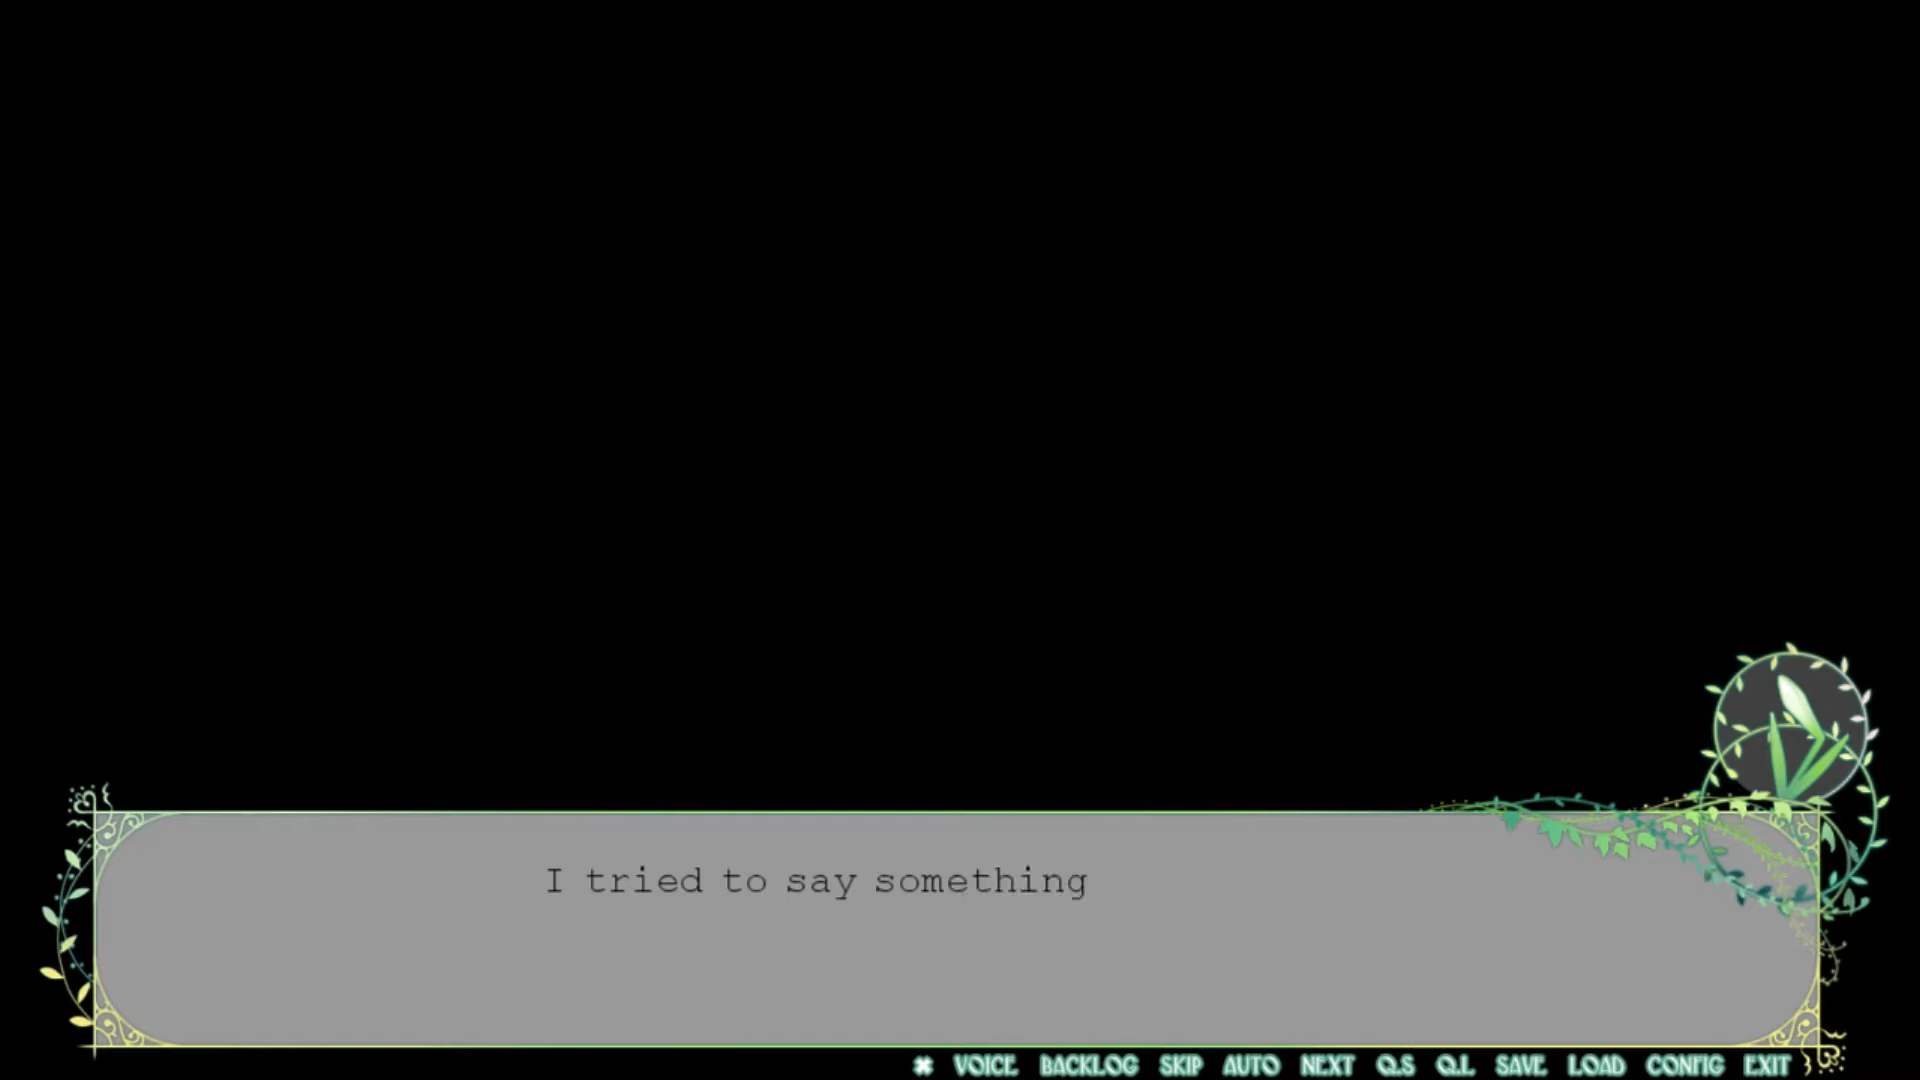 I tried to say something
✖ VOICE BACKLOG SKIP AUTO NEXT Q.S Q.L SAVE LOAD CONFIG EXIT